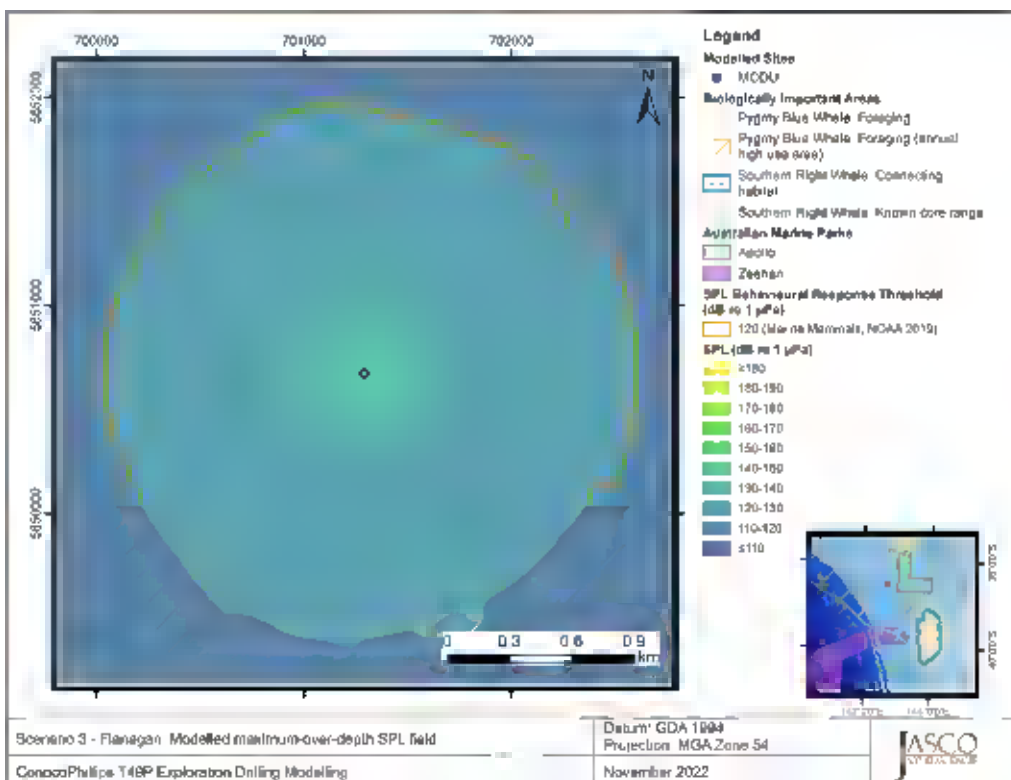 700000 701000 702000
5852000
5851000
5850000
N
0 0.3 0.6 0.9
km
Legend
Modelled Sites
MODU
Biologically Important Areas
Pygmy Blue Whale Foraging
Pygmy Blue Whale Foraging (annual
high use area)
Southern Right Whale Connecting
habitat
Southern Right Whale Known core range
Australian Marine Parks
Apollo
Zeehan
SPL Behavioural Response Threshold
(dB re 1 µPa)
120 (Marine Mammals, NOAA 2019)
SPL (dB re 1 µPa)
180-190
170-180
160-170
150-160
120-130
110-120
≤110
Scenario 3 - Flanagan Modelled maximum-over-depth SPL field
ConocoPhillips T49P Exploration Drilling Modelling
Datum: GDA 1994
Projection: MGA Zone 54
November 2022
JASCO